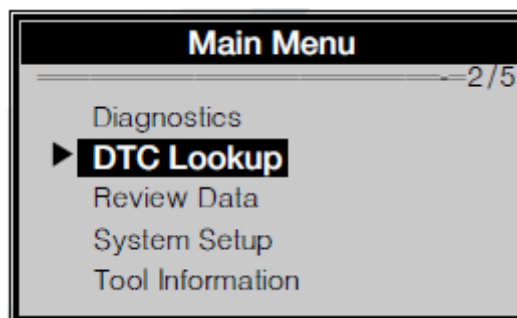 Main Menu
2/5
Diagnostics
DTC Lookup
Review Data
System Setup
Tool Information